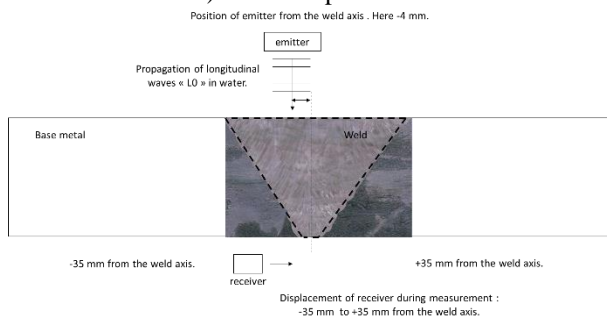 Position of emitter from the weld axis . Here -4 mm.
emitter
Propagation of longitudinal
waves « L0 » in water.
Base metal
Weld
-35 mm from the weld axis.
+35 mm from the weld axis.
receiver
Displacement of receiver during measurement :
-35 mm to +35 mm from the weld axis.